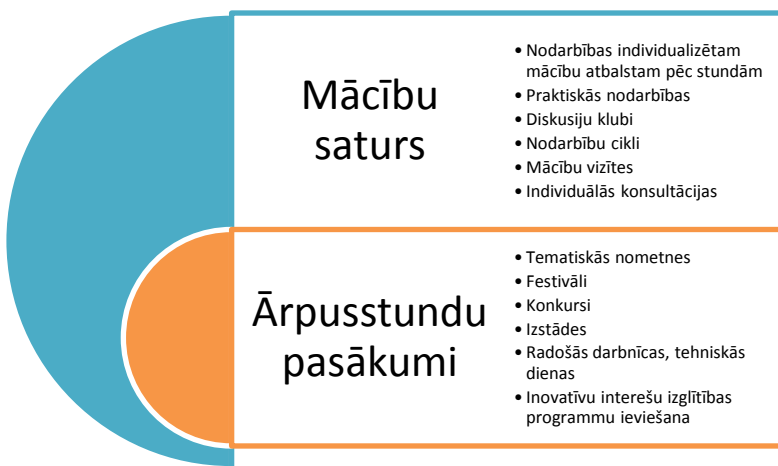 Mācību
saturs
• Nodarbības individualizētam
mācību atbalstam pēc stundām
• Praktiskās nodarbības
• Diskusiju klubi
• Nodarbību cikli
• Mācību vizītes
• Individuālās konsultācijas
Ārpusstundu
pasākumi
• Tematiskās nometnes
• Festivāli
• Konkursi
• Izstādes
• Radošās darbnīcas, tehniskās
dienas
• Inovatīvu interešu izglītības
programmu ieviešana